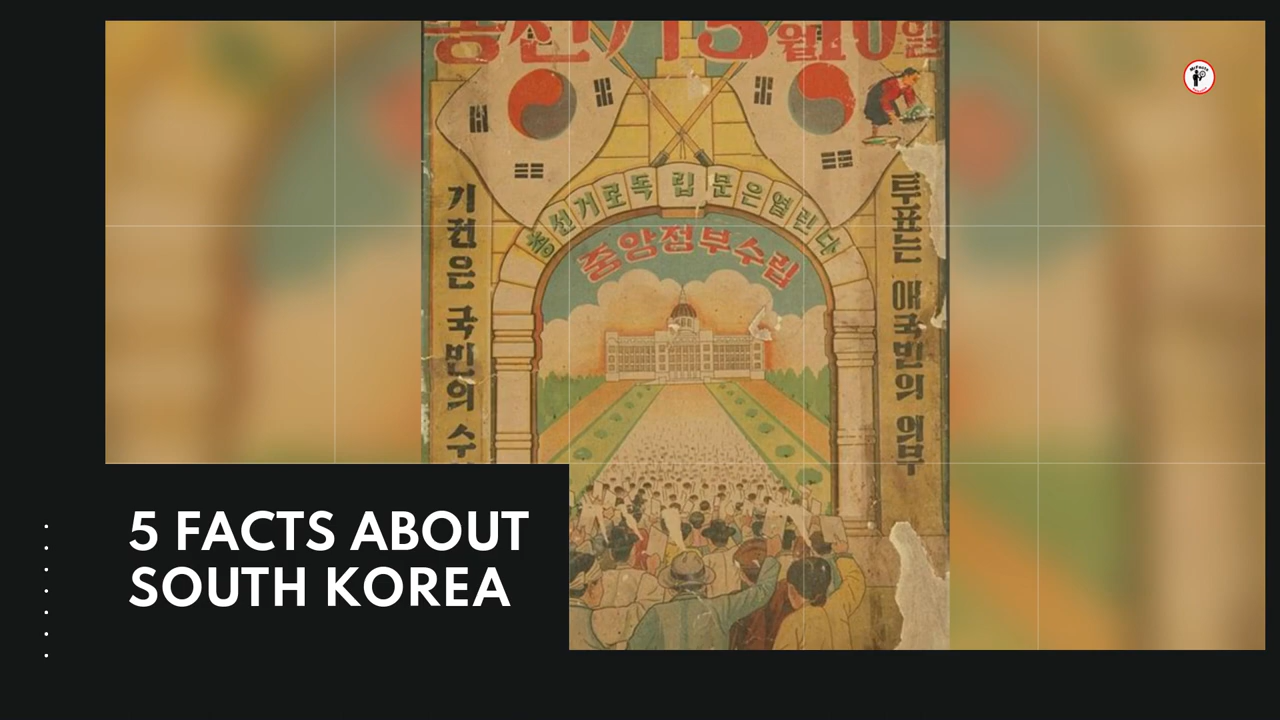 총선거 5월10일
총선거로 독립문은 열린다
중앙정부수립
기권은 국민의 수
투표는 애국민의 의무
5 FACTS ABOUT
SOUTH KOREA